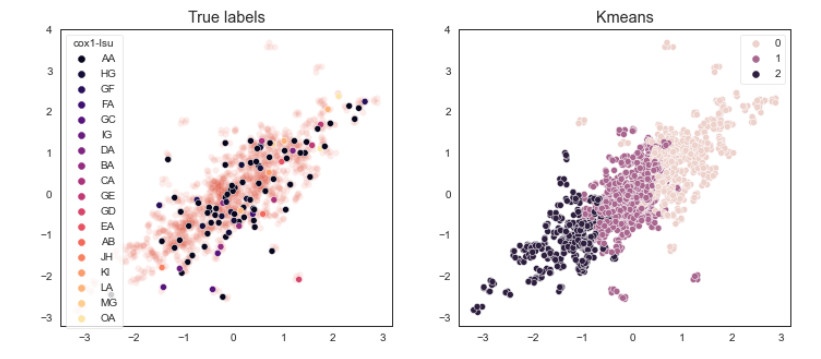 True labels
Kmeans
cox1-lsu
AA
HG
GF
FA
GC
IG
DA
BA
CA
GE
GD
EA
AB
JH
KI
LA
MG
OA
4
3
2
1
0
−1
−2
−3
−3 −2 −1 0 1 2 3
0
1
2
4
3
2
1
0
−1
−2
−3
−3 −2 −1 0 1 2 3